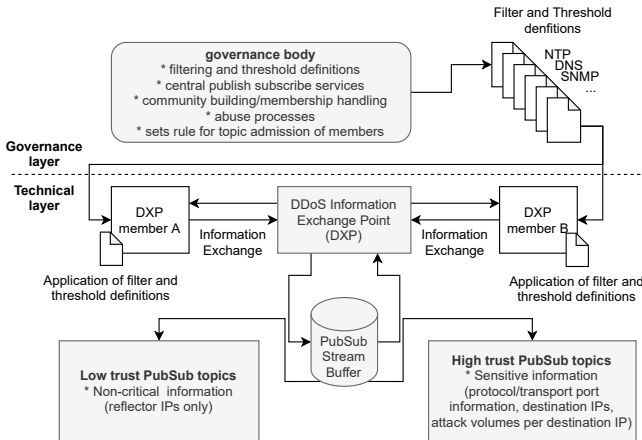 Filter and Threshold
denfitions
governance body
* filtering and threshold definitions
* central publish subscribe services
* community building/membership handling
* abuse processes
* sets rule for topic admission of members
NTP
DNS
SNMP
...
Governance
layer
Technical
layer
DXP
member A
DDoS Information
Exchange Point
(DXP)
DXP
member B
Information
Exchange
Information
Exchange
Application of filter and
threshold definitions
Application of filter and
threshold definitions
PubSub
Stream
Buffer
Low trust PubSub topics
* Non-critical information
(reflector IPs only)
High trust PubSub topics
* Sensitive information
(protocol/transport port
information, destination IPs,
attack volumes per destination IP)